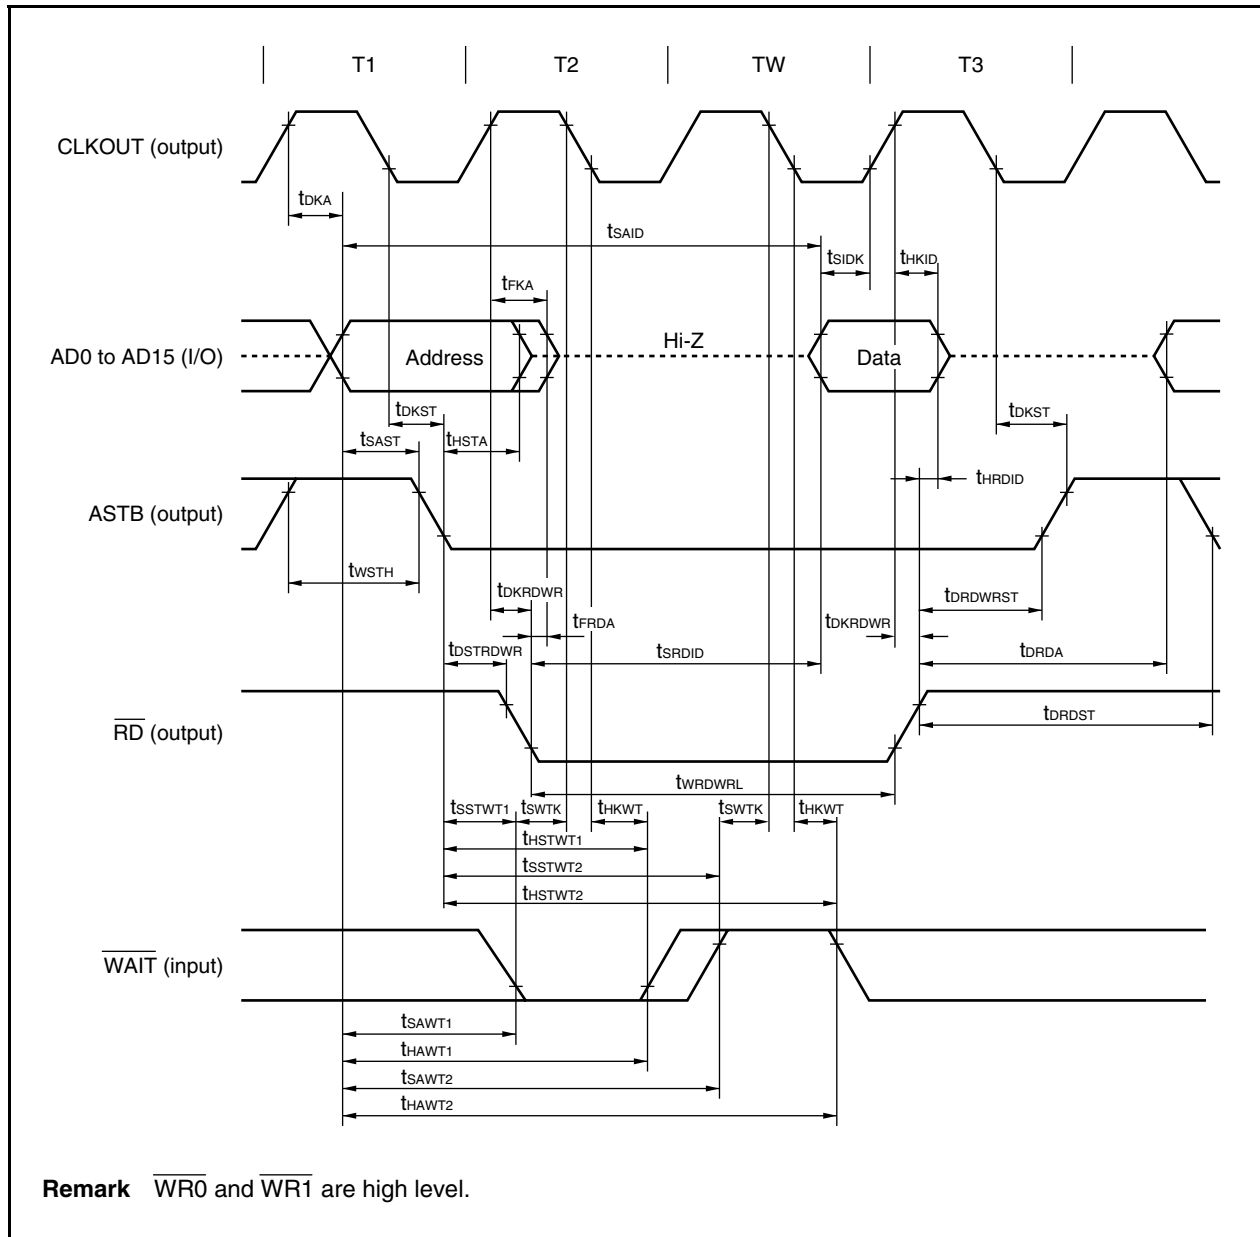 T1 T2 TW T3
CLKOUT (output)
tDKA
tSAID
tSIDK tHKID
tFKA
AD0 to AD15 (I/O) Address Hi-Z Data
tDKST tDKST
tSAST tHSTA
tHRDID
ASTB (output)
tWSTH
tDKRDWR tDRDWRST
tFRDA tDKRDWR
tDSTRDWR tSRDID tDRDA
tDRDST
RD (output)
tWRDWRL
tSSTWT1 tSWTK tHKWT tSWTK tHKWT
tHSTWT1
tSSTWT2
tHSTWT2
WAIT (input)
tSAWT1
tHAWT1
tSAWT2
tHAWT2
Remark WR0 and WR1 are high level.